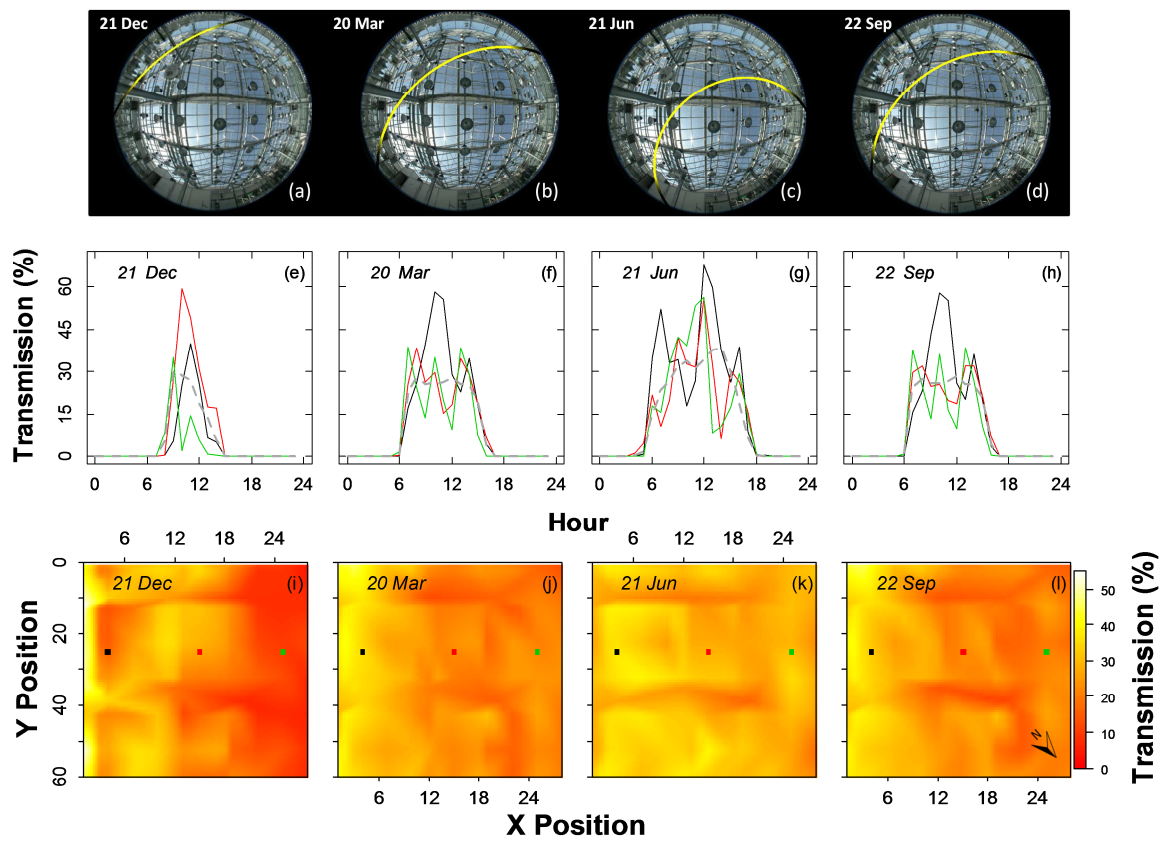 21 Dec 20 Mar 21 Jun 22 Sep
(a) (b) (c) (d)
Transmission (%)
60
45
30
15
0
21 Dec (e) 20 Mar (f) 21 Jun (g) 22 Sep (h)
0 6 12 18 24 0 6 12 18 24 0 6 12 18 24 0 6 12 18 24
Hour
6 12 18 24 6 12 18 24
Y Position
0
20
40
60
21 Dec (i) 20 Mar (j) 21 Jun (k) 22 Sep (l)
N
50
40
30
20
10
0
Transmission (%)
6 12 18 24 6 12 18 24
X Position